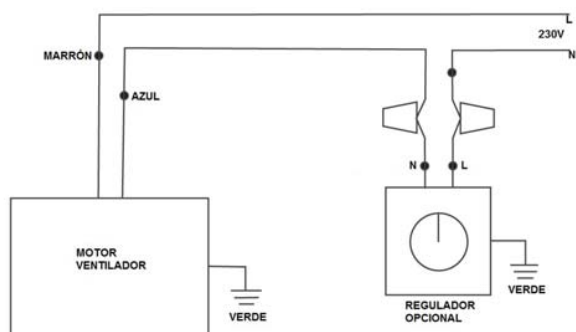 L
230V
N
MARRÓN
AZUL
N
L
MOTOR
VENTILADOR
VERDE
REGULADOR
OPCIONAL
VERDE